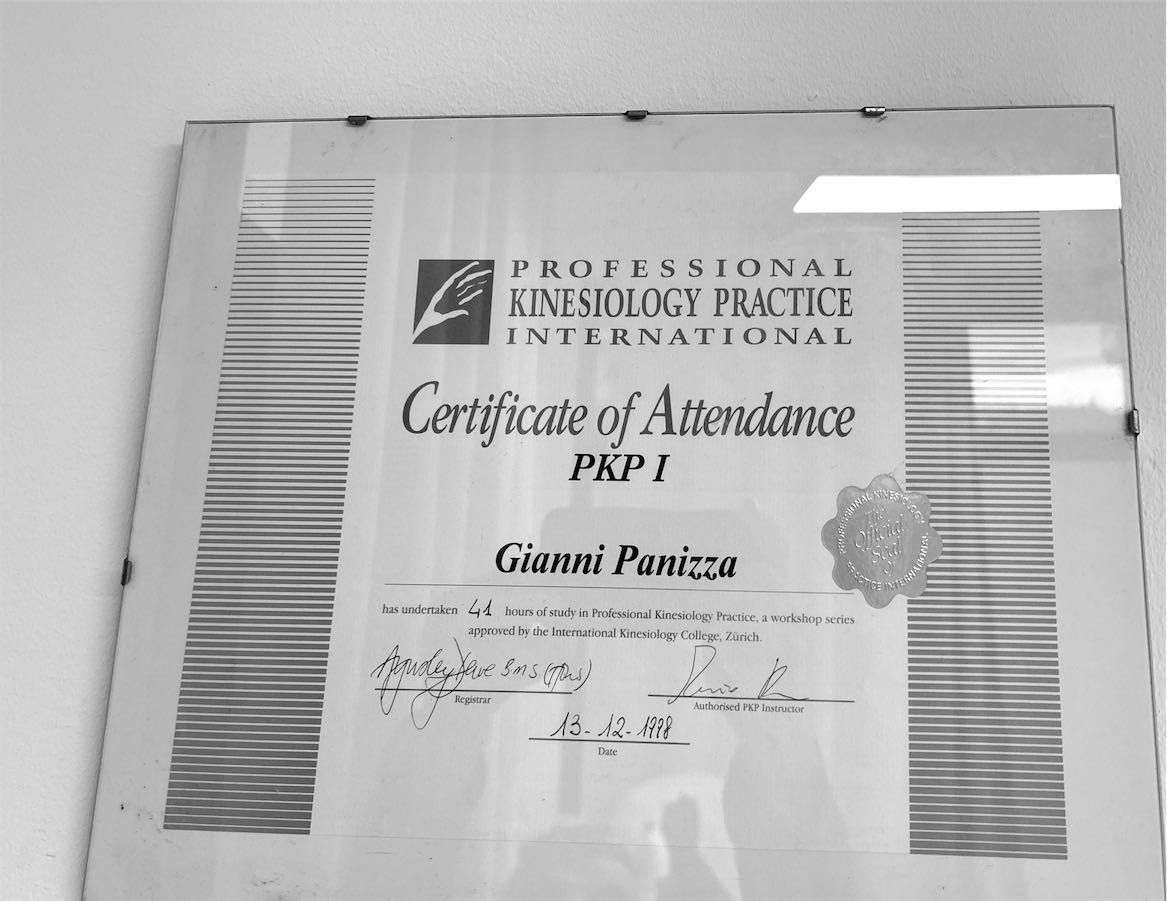 PROFESSIONAL
KINESIOLOGY PRACTICE
INTERNATIONAL
Certificate of Attendance
PKP I
PROFESSIONAL KINESIOLOGY
The
Official
Seal
of
PRACTICE INTERNATIONAL
Gianni Panizza
has undertaken 41 hours of study in Professional Kinesiology Practice, a workshop series
approved by the International Kinesiology College, Zürich.
Registrar
Authorised PKP Instructor
13-12-1998
Date